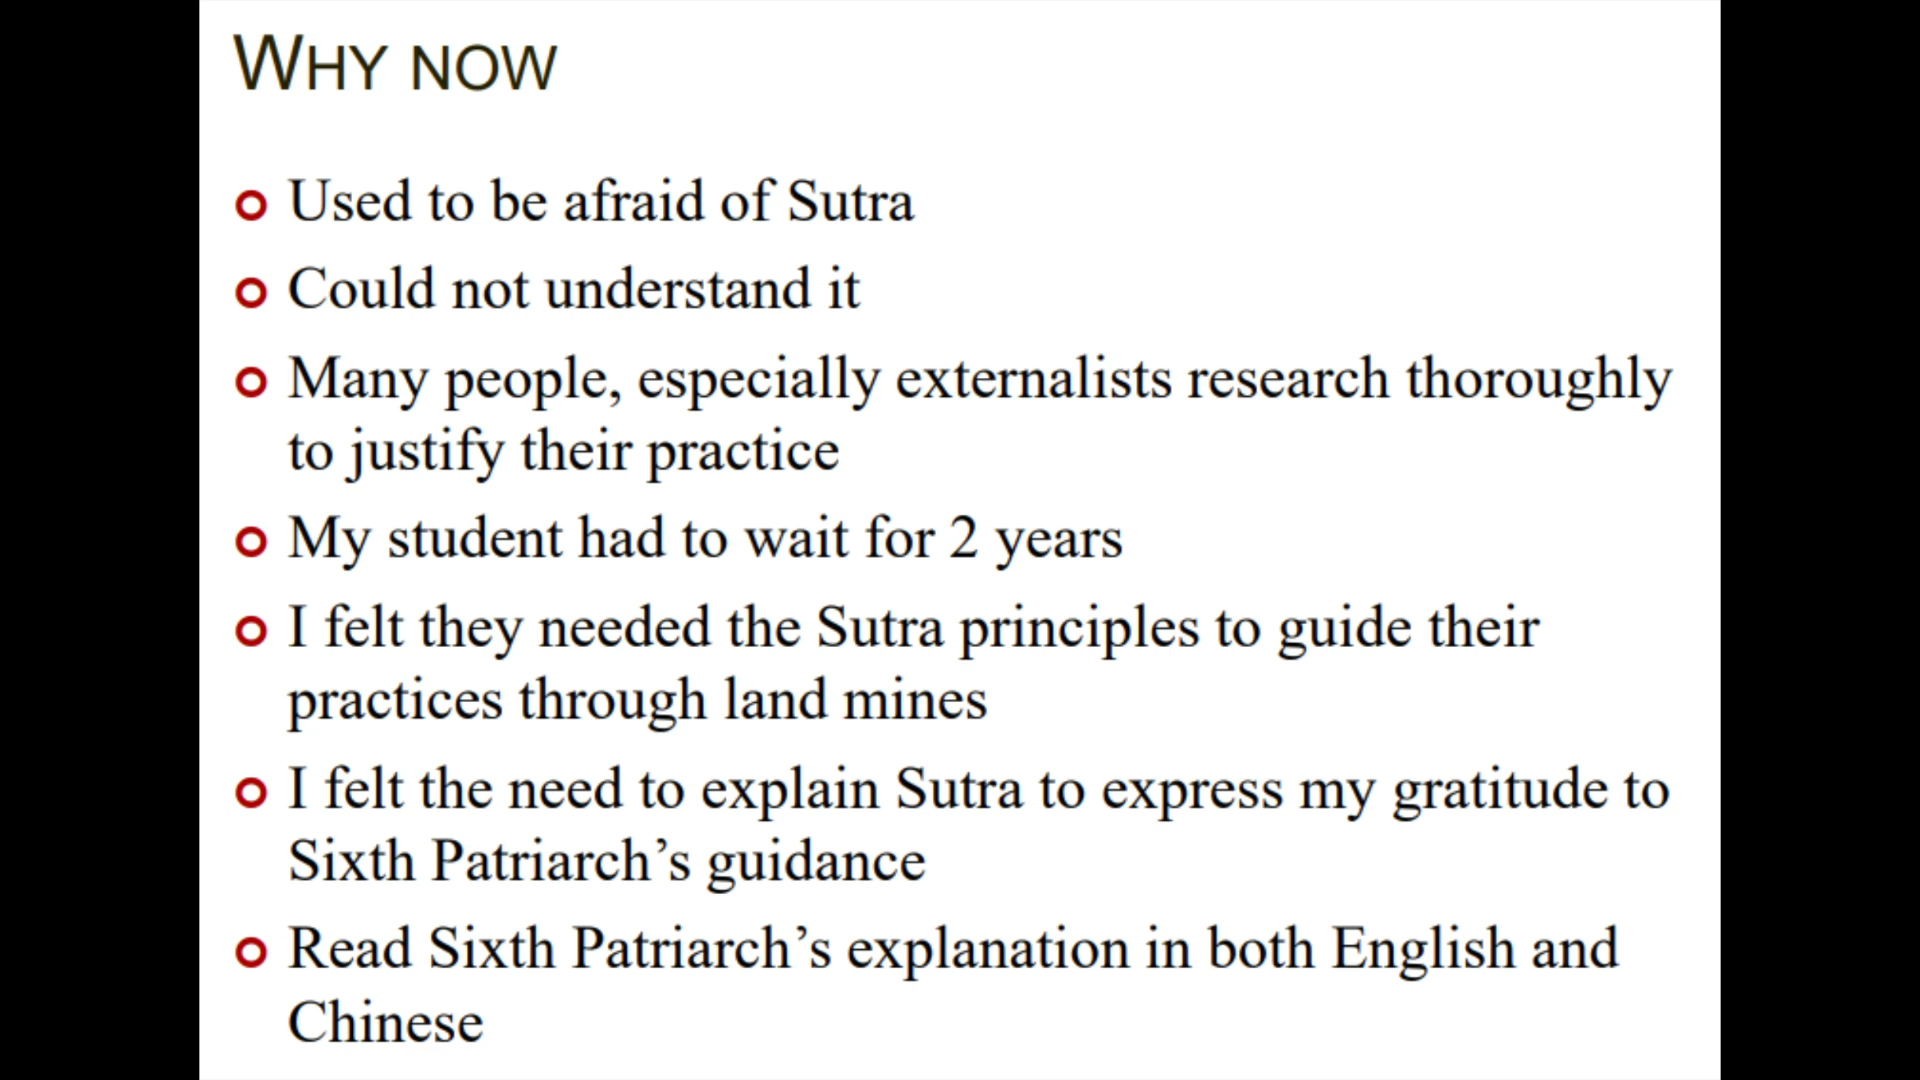 WHY NOW
Used to be afraid of Sutra
Could not understand it
Many people, especially externalists research thoroughly
to justify their practice
My student had to wait for 2 years
I felt they needed the Sutra principles to guide their
practices through land mines
I felt the need to explain Sutra to express my gratitude to
Sixth Patriarch’s guidance
Read Sixth Patriarch’s explanation in both English and
Chinese